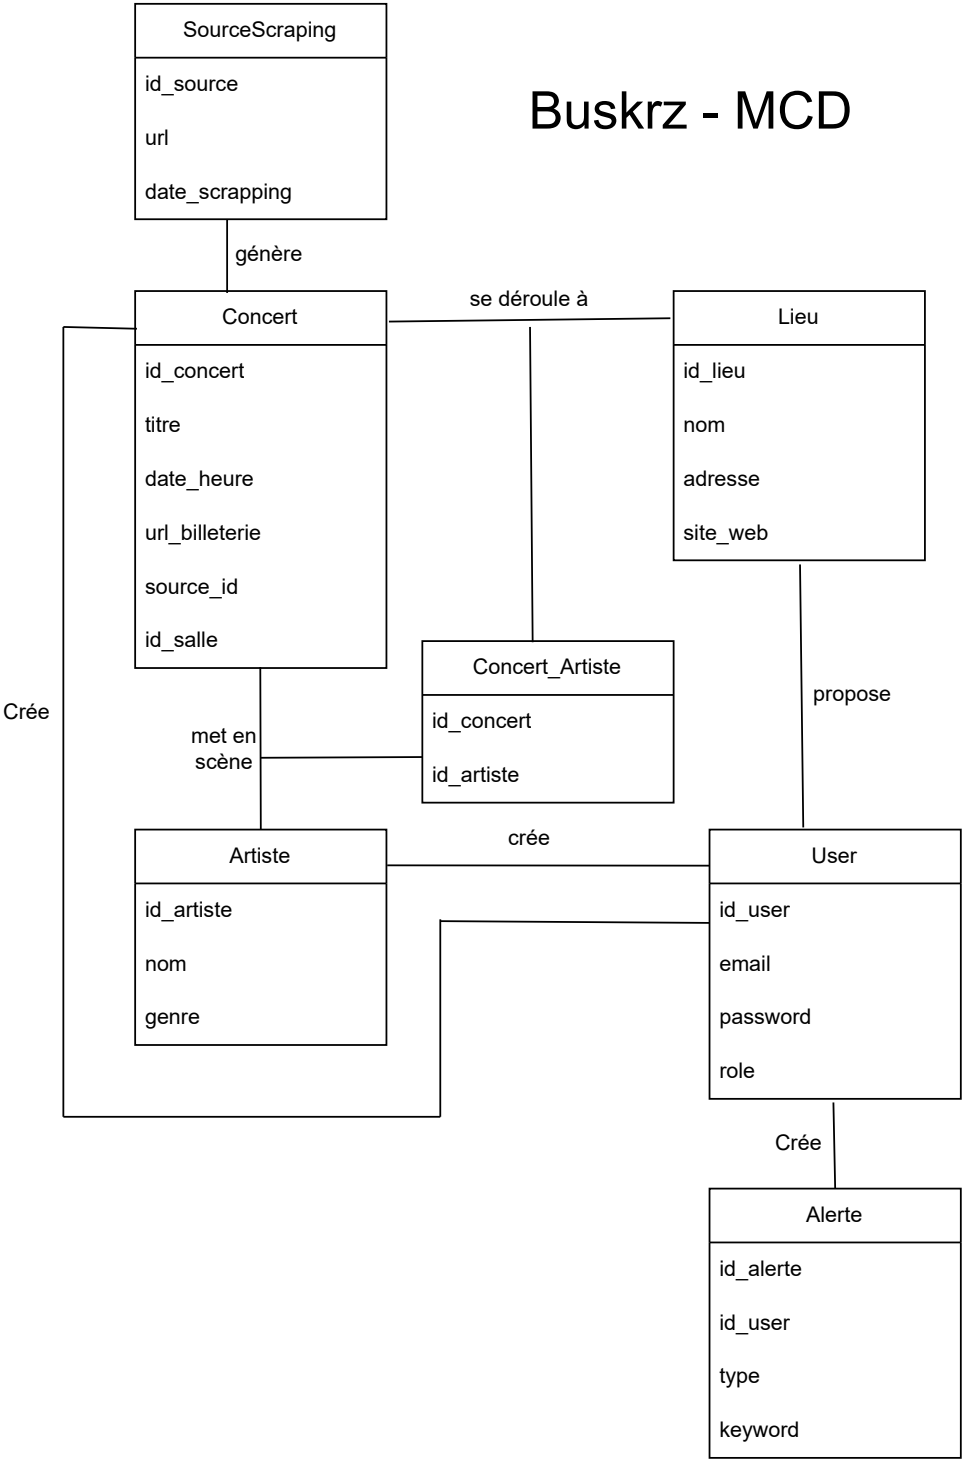 SourceScraping
id_source
url
date_scrapping
Buskrz - MCD
génère
Concert
id_concert
titre
date_heure
url_billeterie
source_id
id_salle
se déroule à
Lieu
id_lieu
nom
adresse
site_web
Crée
met en
scène
Concert_Artiste
id_concert
id_artiste
propose
Artiste
id_artiste
nom
genre
crée
User
id_user
email
password
role
Crée
Alerte
id_alerte
id_user
type
keyword